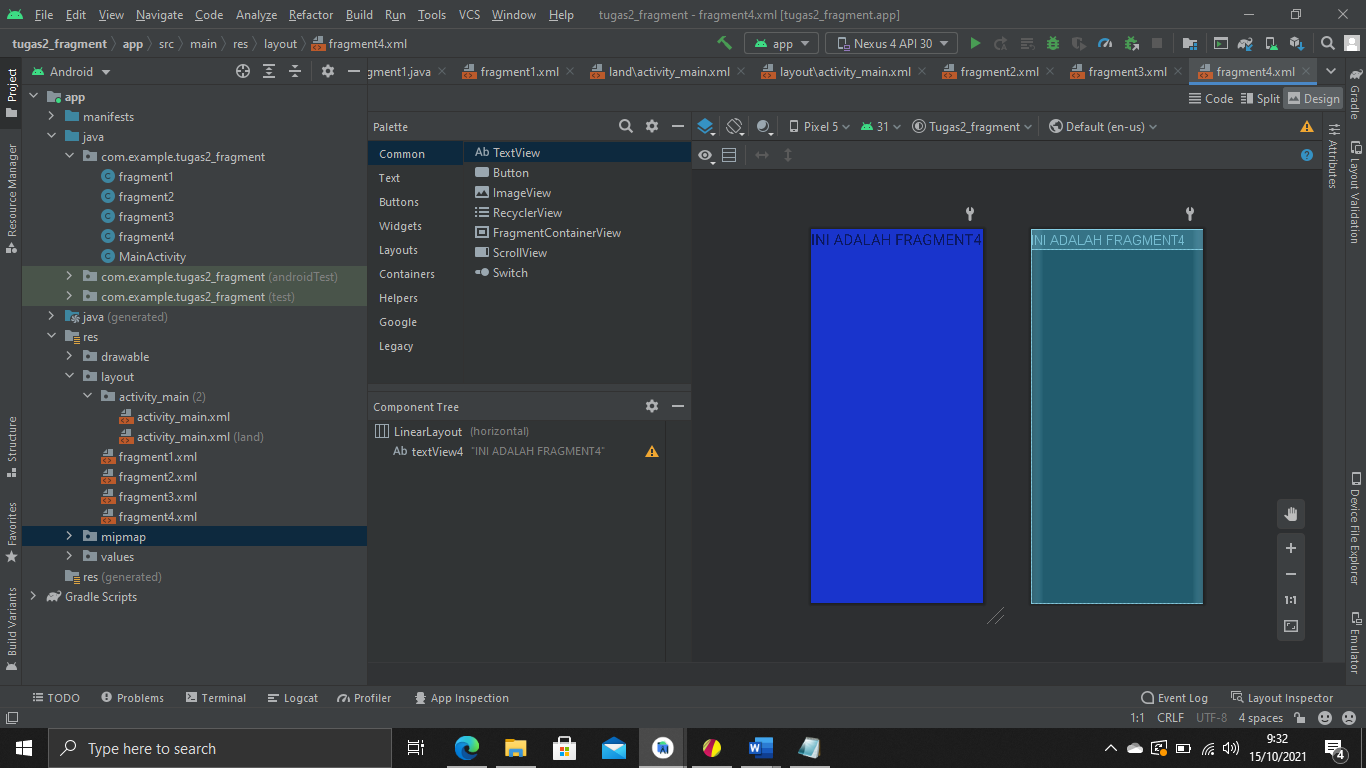 File Edit View Navigate Code Analyze Refactor Build Run Tools VCS Window Help tugas2_fragment - fragment4.xml [tugas2_fragment.app]
tugas2_fragment app src main res layout fragment4.xml app Nexus 4 API 30
Android gment1.java fragment1.xml land\activity_main.xml layout\activity_main.xml fragment2.xml fragment3.xml fragment4.xml
Code Split Design
Project
Resource Manager
Structure
Favorites
Build Variants
app
manifests
java
com.example.tugas2_fragment
fragment1
fragment2
fragment3
fragment4
MainActivity
com.example.tugas2_fragment (androidTest)
com.example.tugas2_fragment (test)
java (generated)
res
drawable
layout
activity_main (2)
activity_main.xml
activity_main.xml (land)
fragment1.xml
fragment2.xml
fragment3.xml
fragment4.xml
mipmap
values
res (generated)
Gradle Scripts
Palette
Common
Text
Buttons
Widgets
Layouts
Containers
Helpers
Google
Legacy
Ab TextView
Button
ImageView
RecyclerView
FragmentContainerView
ScrollView
Switch
Component Tree
LinearLayout (horizontal)
Ab textView4 "INI ADALAH FRAGMENT4"
Pixel 5 31 Tugas2_fragment Default (en-us)
INI ADALAH FRAGMENT4
INI ADALAH FRAGMENT4
1:1
Attributes
Gradle
Layout Validation
Device File Explorer
Emulator
TODO Problems Terminal Logcat Profiler App Inspection Event Log Layout Inspector
1:1 CRLF UTF-8 4 spaces
Type here to search
9:32
15/10/2021
4